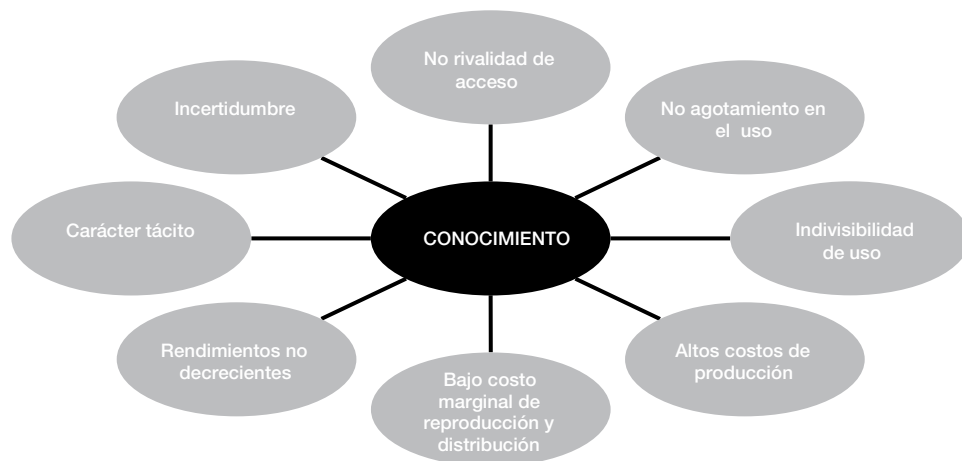 No rivalidad de
acceso
Incertidumbre
No agotamiento en
el uso
Carácter tácito
CONOCIMIENTO
Indivisibilidad
de uso
Rendimientos no
decrecientes
Altos costos de
producción
Bajo costo
marginal de
reproducción y
distribución